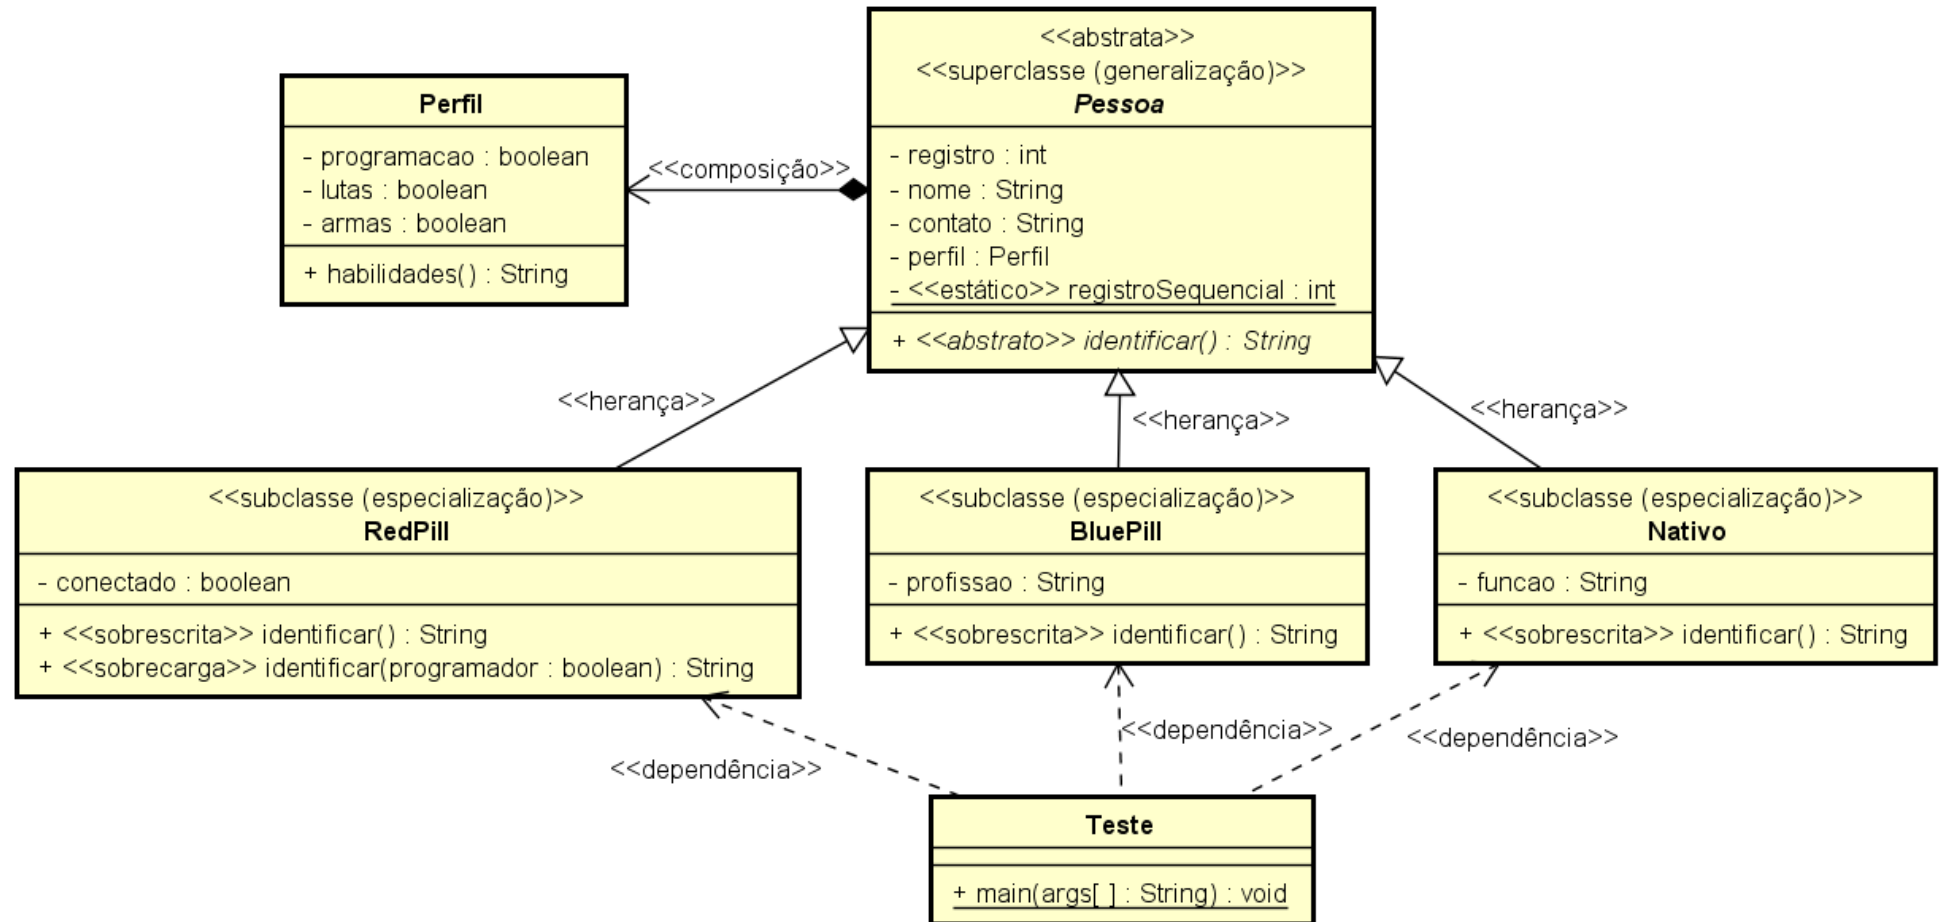 Perfil
- programacao : boolean
- lutas : boolean
- armas : boolean
+ habilidades() : String
<<composição>>
<<abstrata>>
<<superclasse (generalização)>>
Pessoa
- registro : int
- nome : String
- contato : String
- perfil : Perfil
- <<estático>> registroSequencial : int
+ <<abstrato>> identificar() : String
<<herança>>
<<herança>>
<<herança>>
<<subclasse (especialização)>>
RedPill
- conectado : boolean
+ <<sobrescrita>> identificar() : String
+ <<sobrecarga>> identificar(programador : boolean) : String
<<subclasse (especialização)>>
BluePill
- profissao : String
+ <<sobrescrita>> identificar() : String
<<subclasse (especialização)>>
Nativo
- funcao : String
+ <<sobrescrita>> identificar() : String
<<dependência>>
<<dependência>>
<<dependência>>
Teste
+ main(args[ ] : String) : void